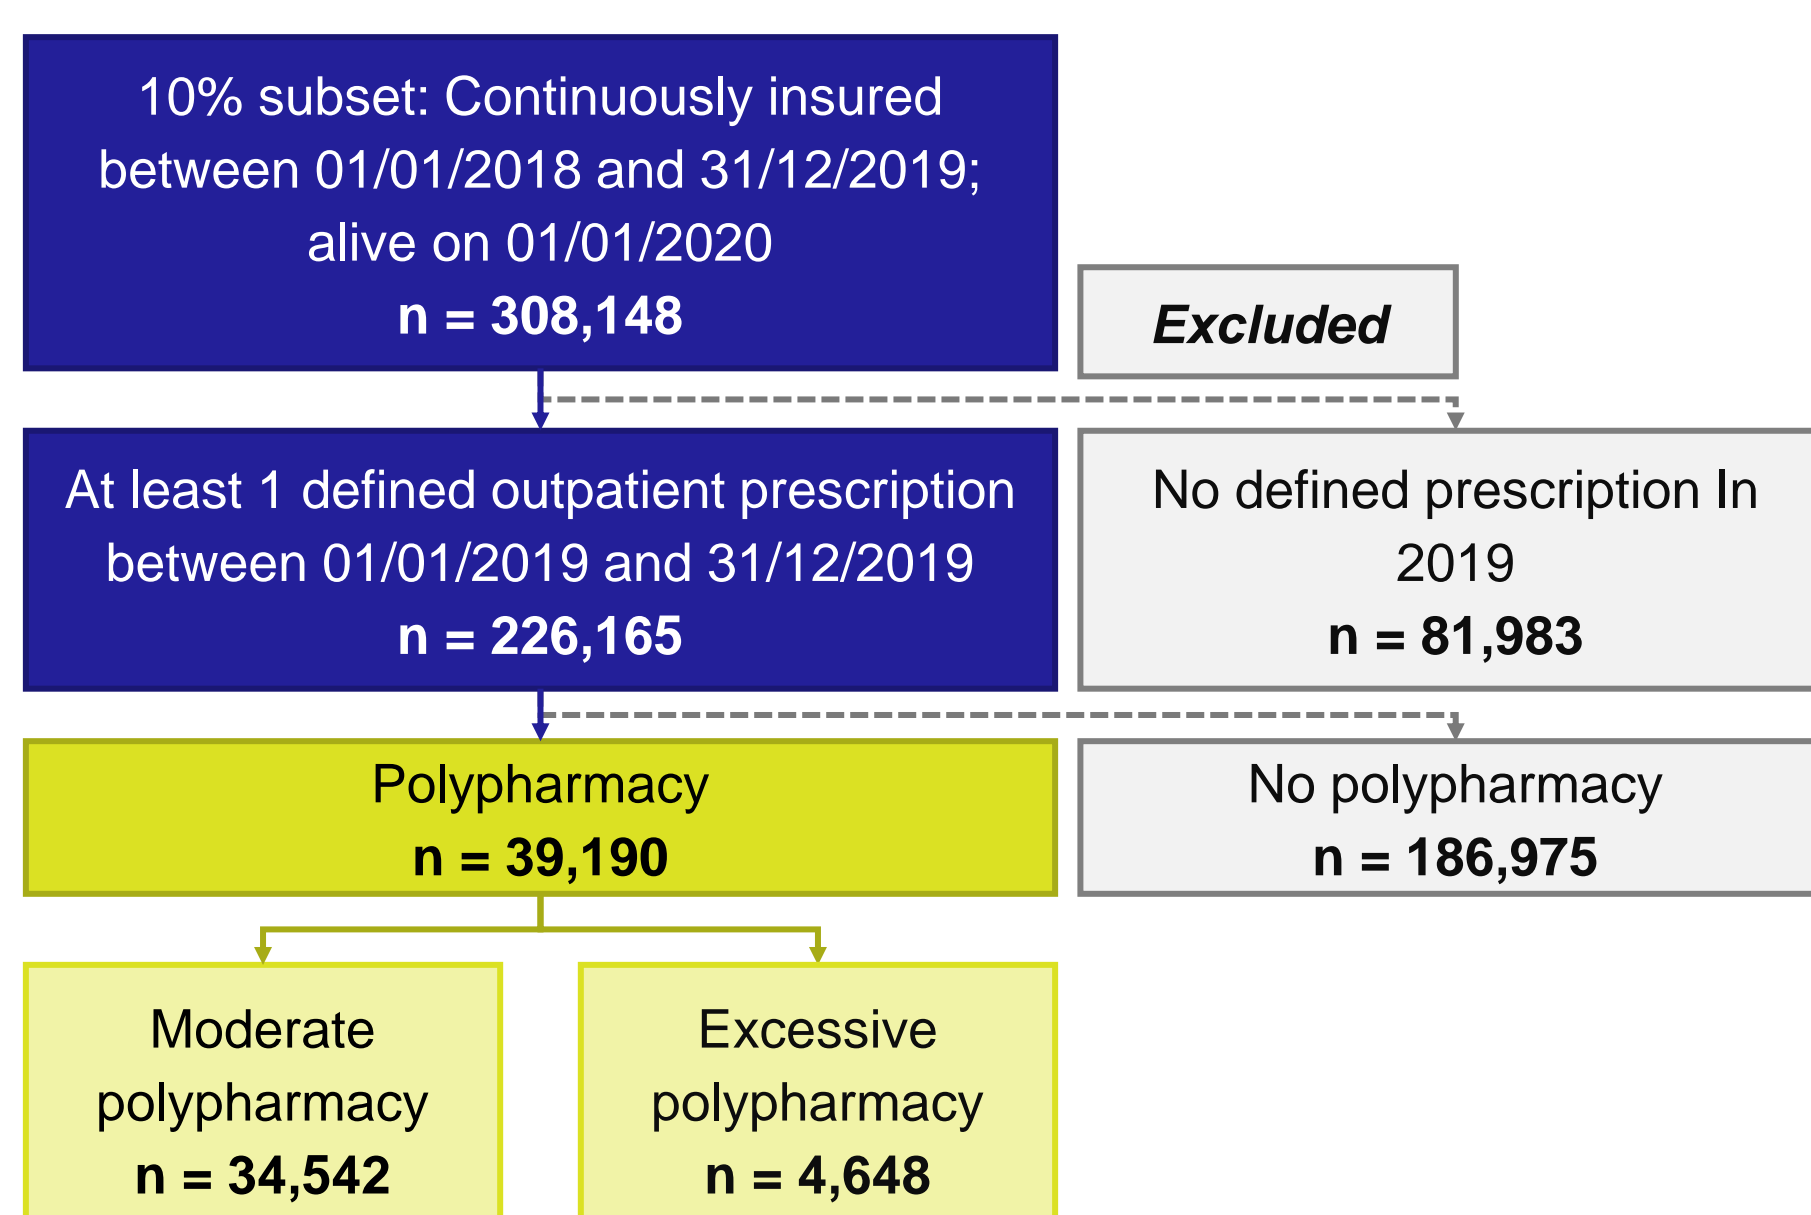 10% subset: Continuously insured
between 01/01/2018 and 31/12/2019;
alive on 01/01/2020
n = 308,148
Excluded
At least 1 defined outpatient prescription
between 01/01/2019 and 31/12/2019
n = 226,165
No defined prescription In
2019
n = 81,983
Polypharmacy
n = 39,190
No polypharmacy
n = 186,975
Moderate
polypharmacy
n = 34,542
Excessive
polypharmacy
n = 4,648